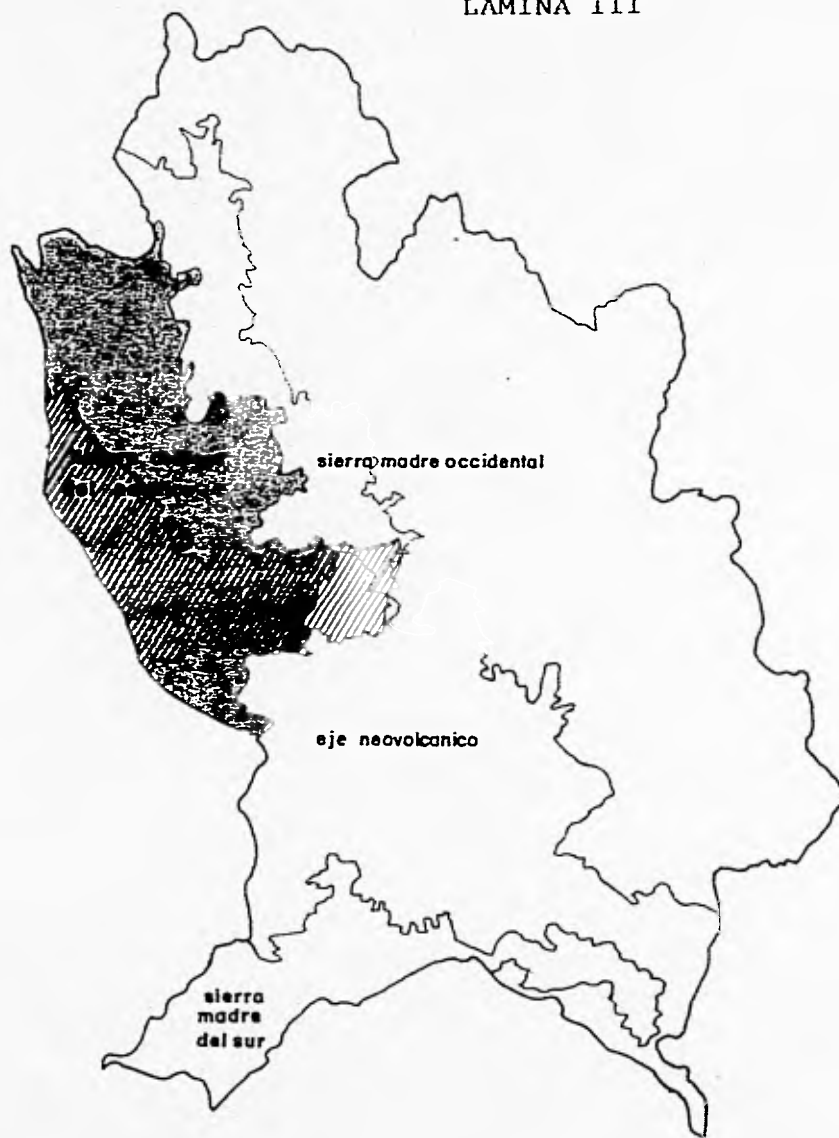 LAMINA III
sierra madre occidental
eje neovolcanico
sierra
madre
del sur